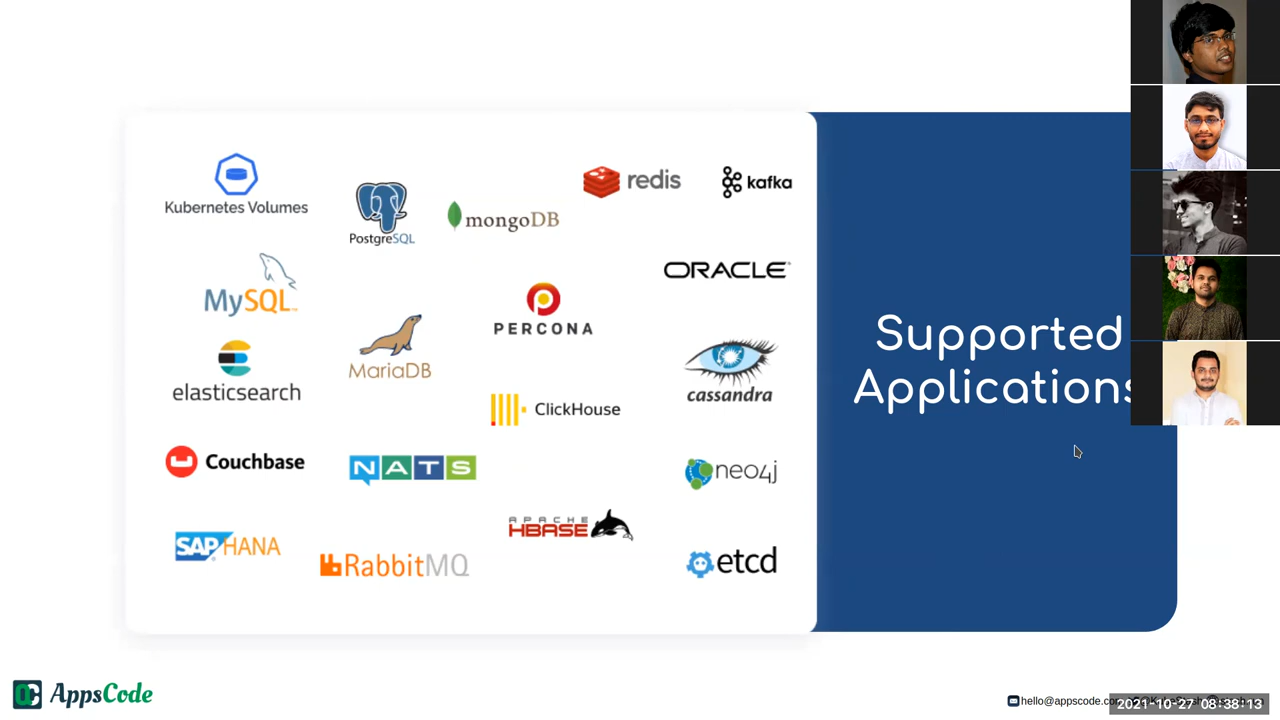 redis
kafka
Kubernetes Volumes
PostgreSQL
mongoDB
ORACLE
MySQL
PERCONA
MariaDB
elasticsearch
cassandra
ClickHouse
Couchbase
NATS
neo4j
APACHE
HBASE
SAP HANA
RabbitMQ
etcd
Supported
Applications
AppsCode
hello@appscode.com
2021-10-27 08:38:13